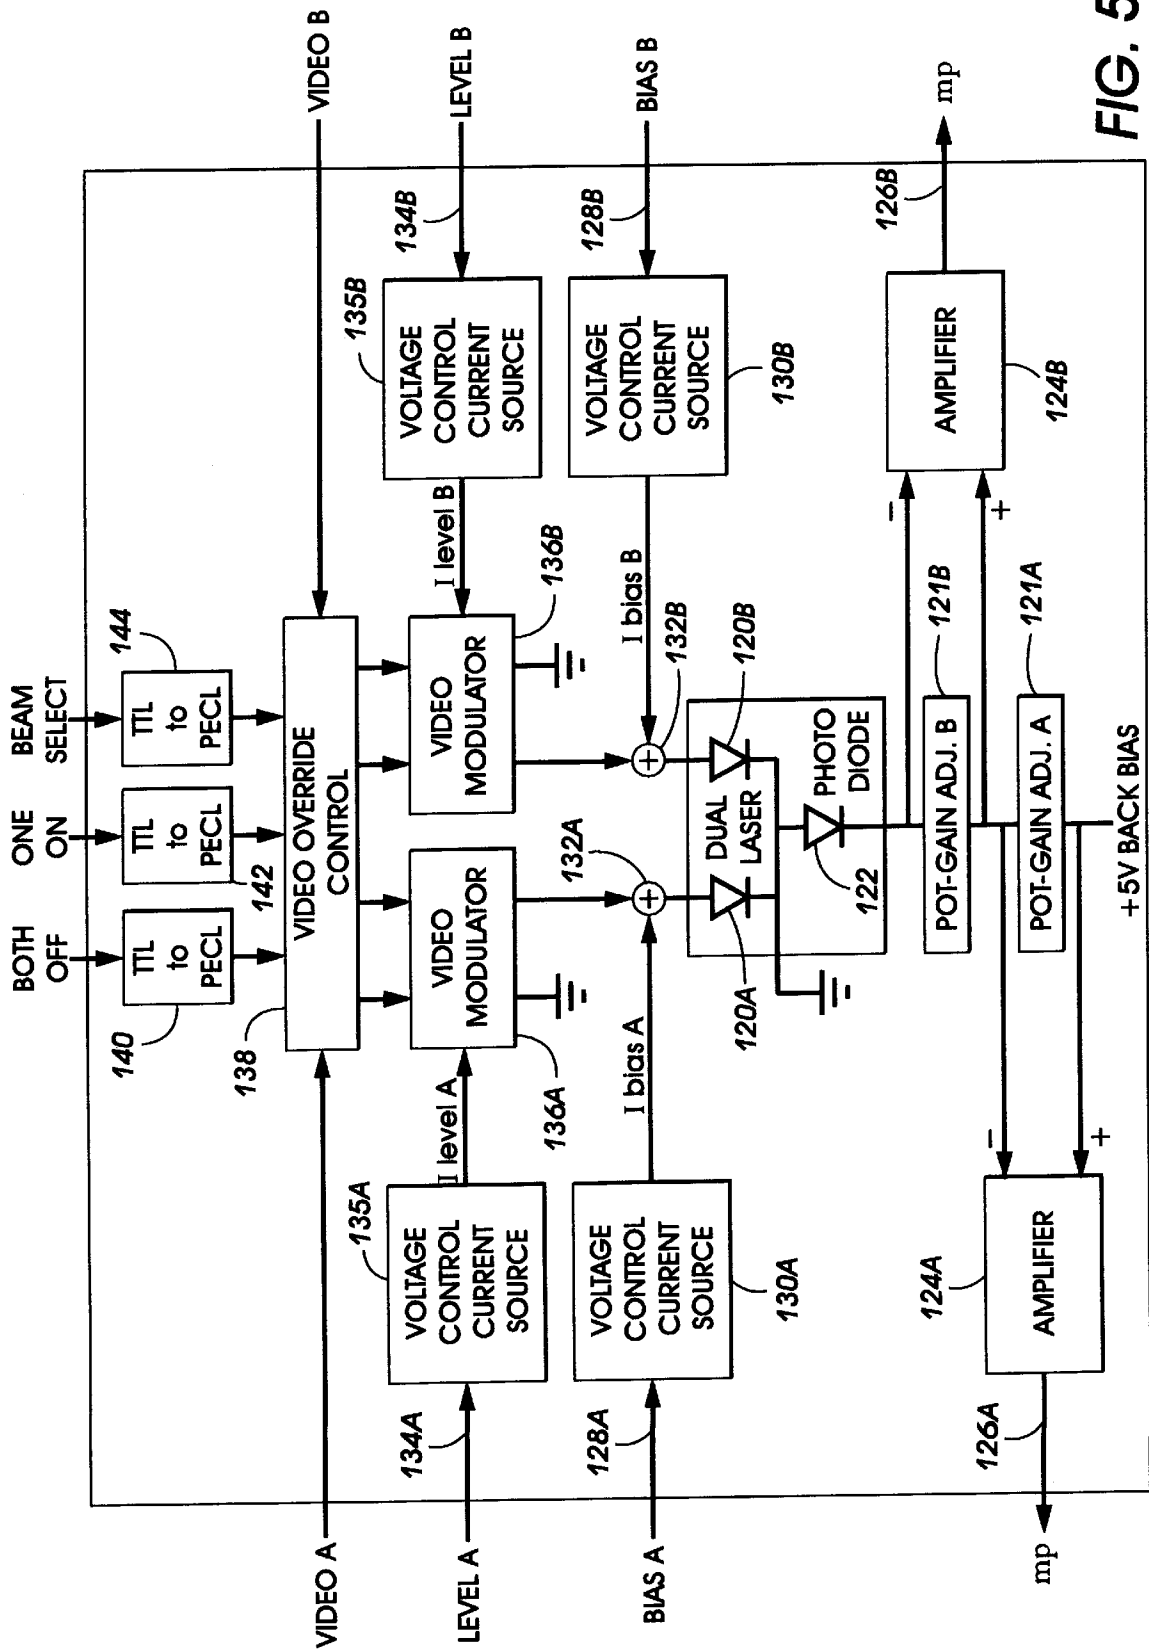 BOTH
OFF
ONE
ON
BEAM
SELECT
140
TTL
to
PECL
142
TTL
to
PECL
144
TTL
to
PECL
VIDEO A
138
VIDEO OVERRIDE
CONTROL
VIDEO B
LEVEL A
134A
135A
VOLTAGE
CONTROL
CURRENT
SOURCE
I level A
136A
VIDEO
MODULATOR
VIDEO
MODULATOR
136B
I level B
135B
VOLTAGE
CONTROL
CURRENT
SOURCE
134B
LEVEL B
BIAS A
128A
VOLTAGE
CONTROL
CURRENT
SOURCE
130A
I bias A
132A
+
+
132B
I bias B
VOLTAGE
CONTROL
CURRENT
SOURCE
130B
128B
BIAS B
120A
DUAL
LASER
120B
122
PHOTO
DIODE
POT-GAIN ADJ. B
121B
POT-GAIN ADJ. A
121A
+5V BACK BIAS
-
+
AMPLIFIER
124A
126A
mp
-
+
AMPLIFIER
124B
126B
mp
FIG. 5